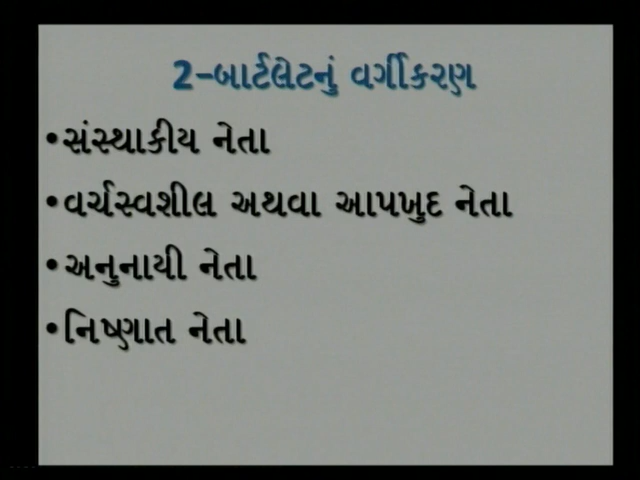 2-બાર્ટલેટનું વર્ગીકરણ
•સંસ્થાકીય નેતા
•વર્ચસ્વશીલ અથવા આપખુદ નેતા
•અનુનાયી નેતા
•નિષ્ણાત નેતા